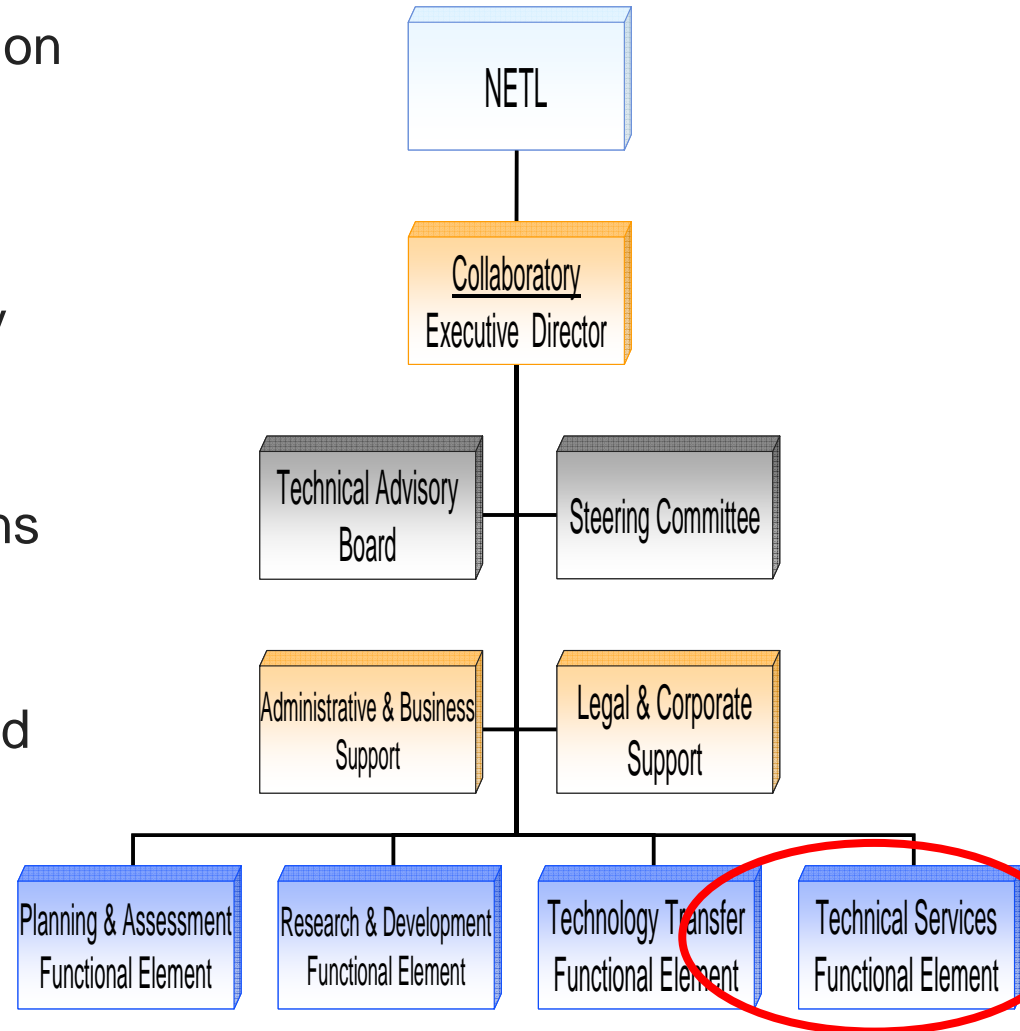 on
NETL
Collaboratory
Executive Director
y
Technical Advisory
Board
Steering Committee
ns
Administrative & Business
Support
Legal & Corporate
Support
d
Planning & Assessment
Functional Element
Research & Development
Functional Element
Technology Transfer
Functional Element
Technical Services
Functional Element